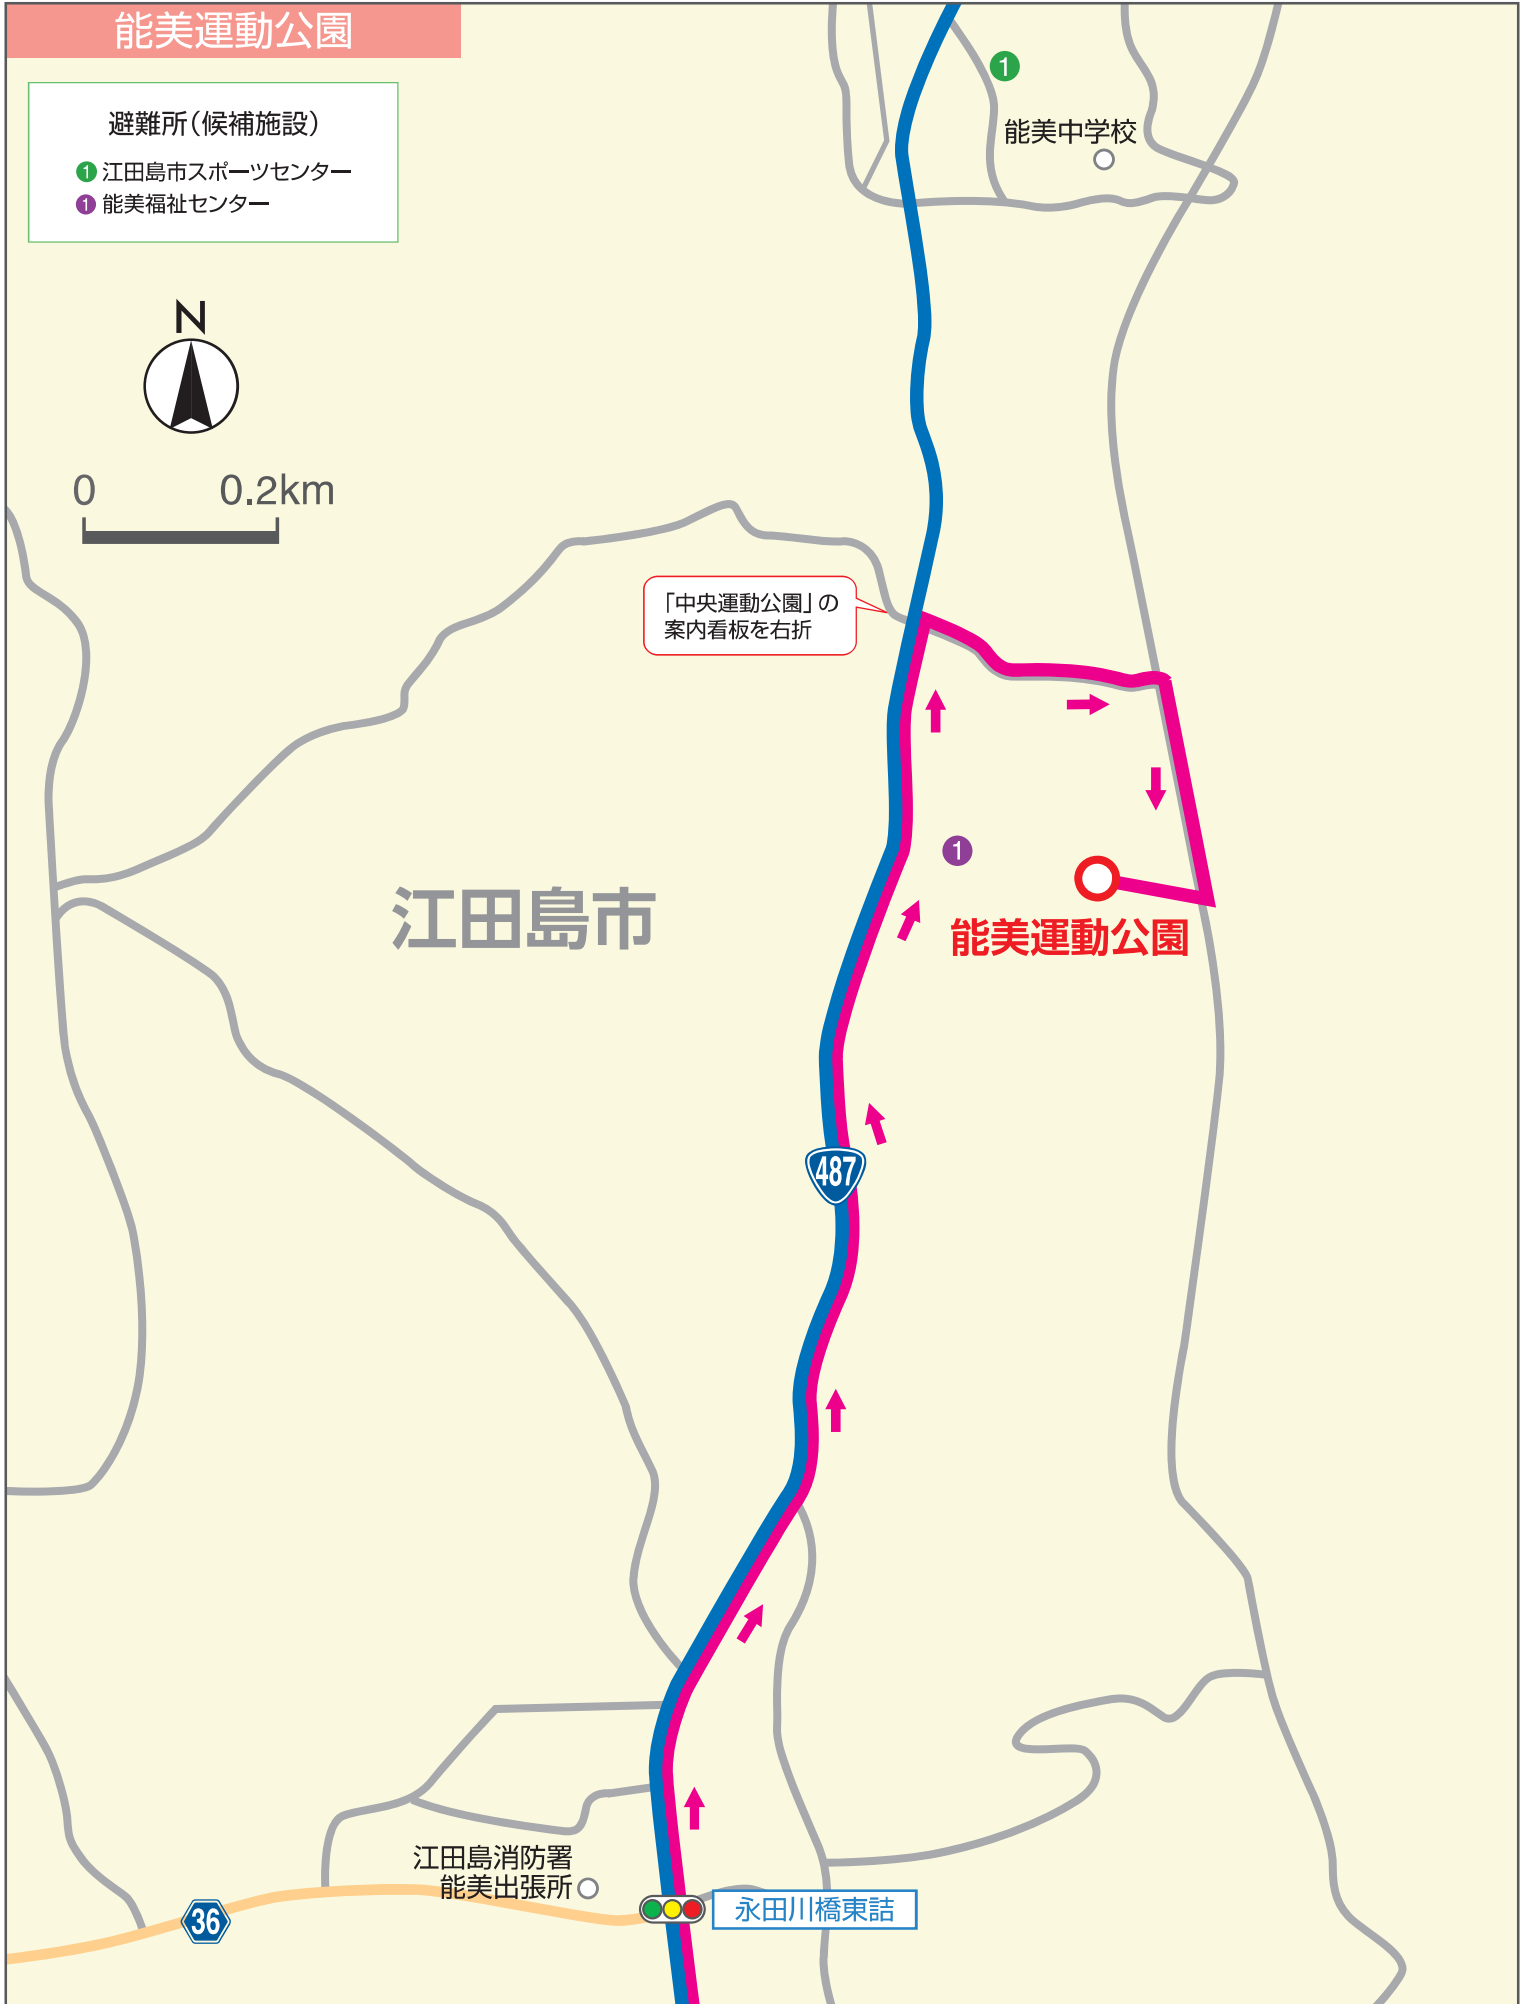 能美運動公園
避難所(候補施設)
1 江田島市スポーツセンター
1 能美福祉センター
N
0 0.2km
1
能美中学校
「中央運動公園」の
案内看板を右折
1
江田島市
能美運動公園
487
江田島消防署
能美出張所
36
永田川橋東詰